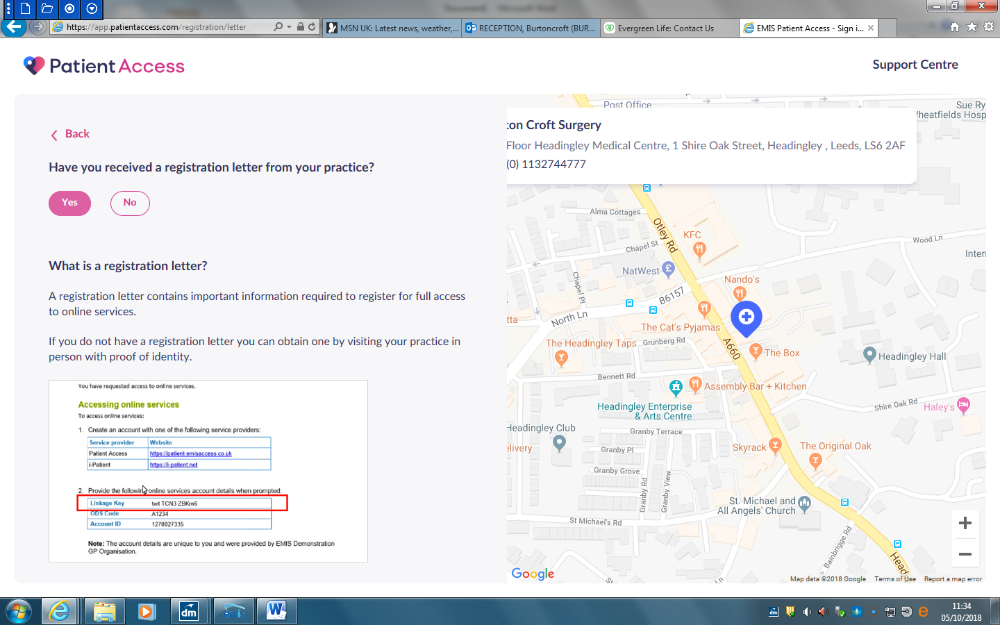 https://app.patientaccess.com/registration/letter
MSN UK: Latest news, weather,...
RECEPTION, Burtoncroft (BUR...
Evergreen Life: Contact Us
EMIS Patient Access - Sign i...
Patient Access
Support Centre
Back
Have you received a registration letter from your practice?
Yes
No
What is a registration letter?
A registration letter contains important information required to register for full access
to online services.
If you do not have a registration letter you can obtain one by visiting your practice in
person with proof of identity.
You have requested access to online services.
Accessing online services
To access online services:
1. Create an account with one of the following service providers:
Service provider Website
Patient Access https://patient.emisaccess.co.uk
i-Patient https://i-patient.net
2. Provide the following online services account details when prompted:
Linkage Key txrt TCN3 ZBKm6
ODS Code A1234
Account ID 1270027335
Note: The account details are unique to you and were provided by EMIS Demonstration
GP Organisation.
Post Office
Sue Ry
Wheatfields Hosp
ton Croft Surgery
Floor Headingley Medical Centre, 1 Shire Oak Street, Headingley , Leeds, LS6 2AF
(0) 1132744777
Alma Cottages
Otley Rd
KFC
Chapel St
Wood Ln
Inter
NatWest
Chapel Pl
Nando's
B6157
North Ln
tta
The Cat's Pyjamas
The Headingley Taps
Grunberg Rd
A660
The Box
Headingley Hall
Bennett Rd
Assembly Bar + Kitchen
Headingley Enterprise
& Arts Centre
Shire Oak Rd
Haley's
Headingley Club
Granby Terrace
elivery
Granby Pl
Skyrack
The Original Oak
Granby Grove
Granby Rd
Granby View
St. Michael and
All Angels' Church
St Michael's Rd
Bainbrigge Rd
Head
Ln
Google
Map data ©2018 Google
Terms of Use
Report a map error
dm
emis
W
dm
11:34
05/10/2018